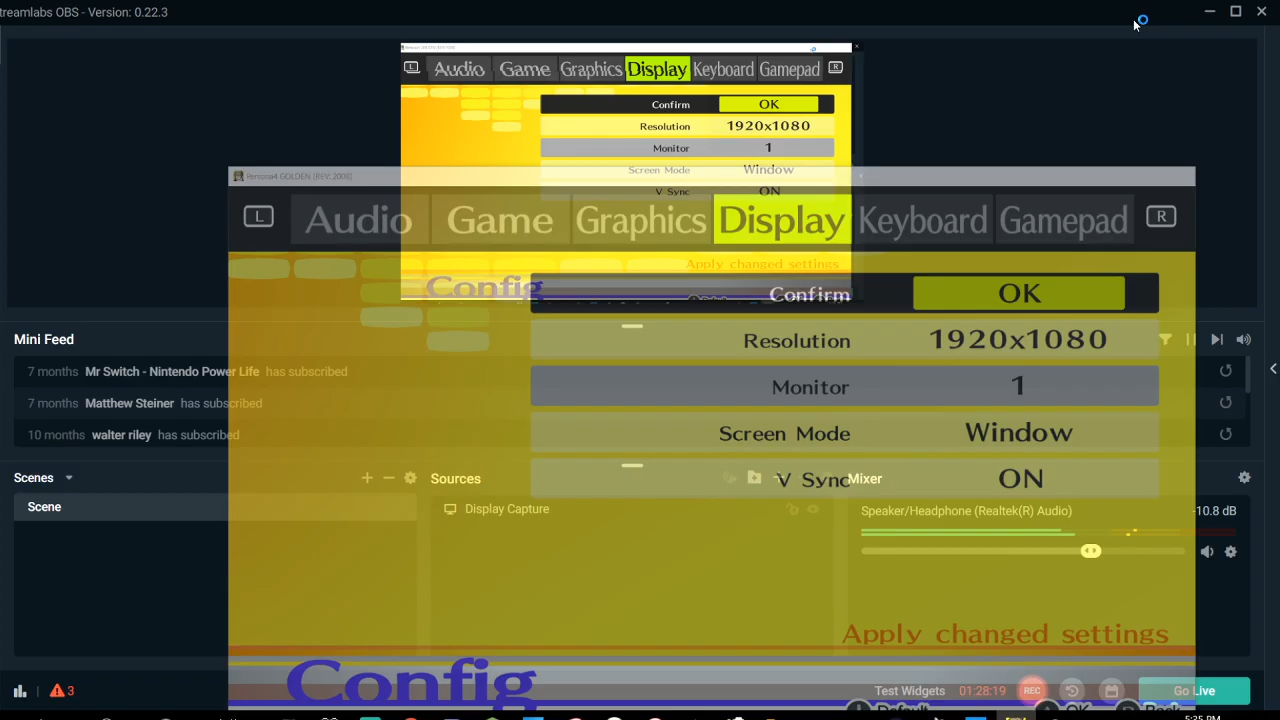 treamlabs OBS - Version: 0.22.3
L Audio Game Graphics Display Keyboard Gamepad R
Confirm OK
Resolution 1920x1080
Monitor 1
Screen Mode Window
V Sync ON
Apply changed settings
Config
Persona4 GOLDEN [REV: 2008]
L Audio Game Graphics Display Keyboard Gamepad R
Confirm OK
Resolution 1920x1080
Monitor 1
Screen Mode Window
V Sync ON
Apply changed settings
Config
Mini Feed
7 months Mr Switch - Nintendo Power Life has subscribed
7 months Matthew Steiner has subscribed
10 months walter riley has subscribed
Scenes
Scene
Sources
Display Capture
Mixer
Speaker/Headphone (Realtek(R) Audio) -10.8 dB
3
Test Widgets 01:28:19 REC Go Live
Default OK Back
5:35 PM